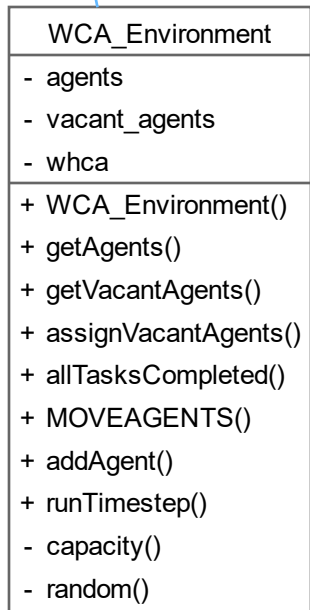 WCA_Environment
- agents
- vacant_agents
- whca
+ WCA_Environment()
+ getAgents()
+ getVacantAgents()
+ assignVacantAgents()
+ allTasksCompleted()
+ MOVEAGENTS()
+ addAgent()
+ runTimestep()
- capacity()
- random()